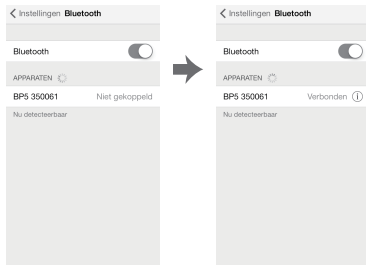 Instellingen Bluetooth
Bluetooth
APPARATEN
BP5 350061 Niet gekoppeld
Nu detecteerbaar
Instellingen Bluetooth
Bluetooth
APPARATEN
BP5 350061 Verbonden
Nu detecteerbaar